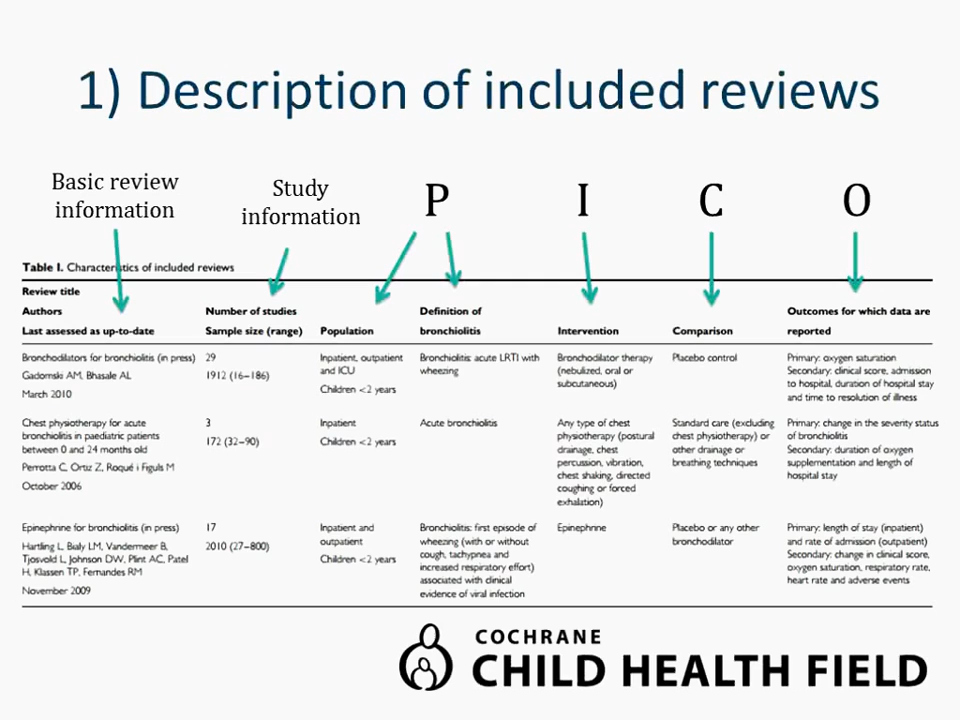 1) Description of included reviews
Basic review
information
Study
information
P
I
C
O
Table I. Characteristics of included reviews
Review title
Authors
Last assessed as up-to-date
Number of studies
Sample size (range)
Population
Definition of
bronchiolitis
Intervention
Comparison
Outcomes for which data are
reported
Bronchodilators for bronchiolitis (in press)
Gadomski AM, Bhasale AL
March 2010
29
1912 (16–186)
Inpatient, outpatient
and ICU
Children <2 years
Bronchiolitis: acute LRTI with
wheezing
Bronchodilator therapy
(nebulized, oral or
subcutaneous)
Placebo control
Primary: oxygen saturation
Secondary: clinical score, admission
to hospital, duration of hospital stay
and time to resolution of illness
Chest physiotherapy for acute
bronchiolitis in paediatric patients
between 0 and 24 months old
Perrotta C, Ortiz Z, Roqué i Figuls M
October 2006
3
172 (32–90)
Inpatient
Children <2 years
Acute bronchiolitis
Any type of chest
physiotherapy (postural
drainage, chest
percussion, vibration,
chest shaking, directed
coughing or forced
exhalation)
Standard care (excluding
chest physiotherapy) or
other drainage or
breathing techniques
Primary: change in the severity status
of bronchiolitis
Secondary: duration of oxygen
supplementation and length of
hospital stay
Epinephrine for bronchiolitis (in press)
Hartling L, Bialy LM, Vandermeer B,
Tjosvold L, Johnson DW, Plint AC, Patel
H, Klassen TP, Fernandes RM
November 2009
17
2010 (27–800)
Inpatient and
outpatient
Children <2 years
Bronchiolitis: first episode of
wheezing (with or without
cough, tachypnea and
increased respiratory effort)
associated with clinical
evidence of viral infection
Epinephrine
Placebo or any other
bronchodilator
Primary: length of stay (inpatient)
and rate of admission (outpatient)
Secondary: change in clinical score,
oxygen saturation, respiratory rate,
heart rate and adverse events
COCHRANE
CHILD HEALTH FIELD